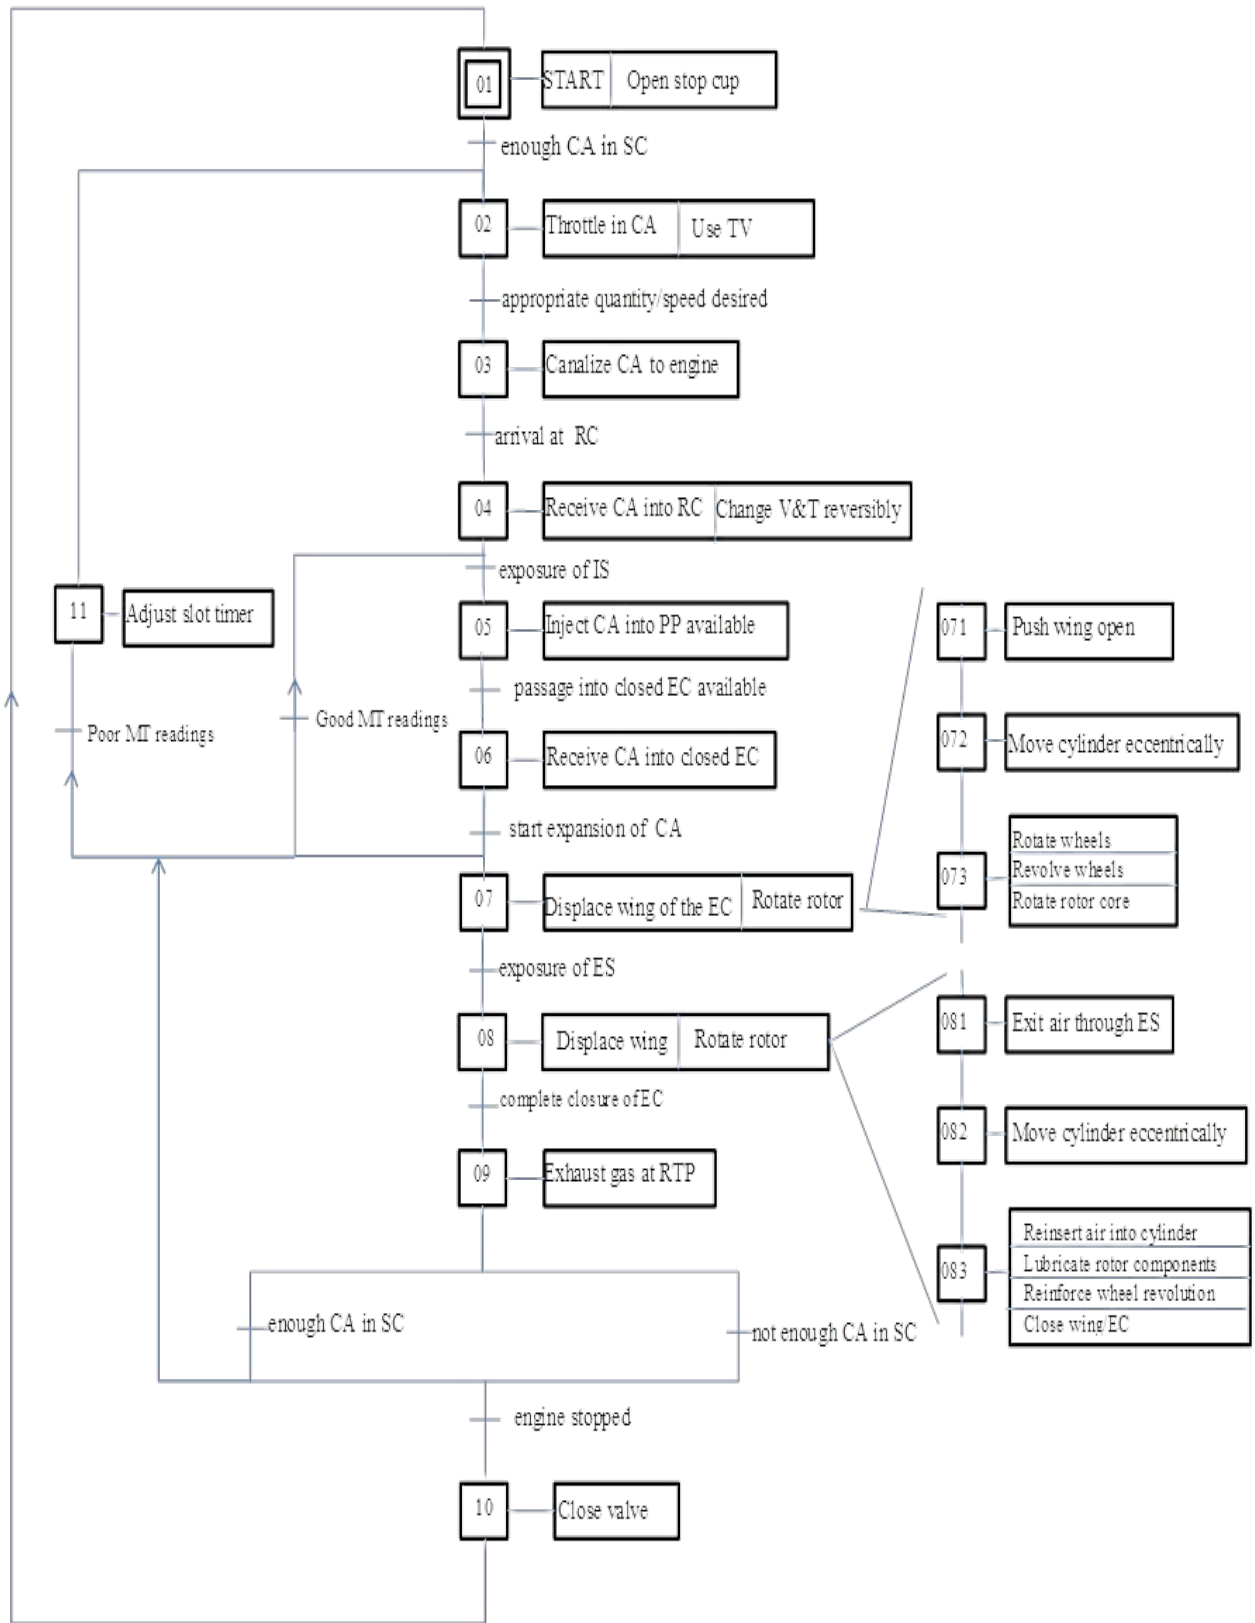 01
START
Open stop cup
enough CA in SC
02
Throttle in CA
Use TV
appropriate quantity/speed desired
03
Canalize CA to engine
arrival at RC
04
Receive CA into RC
Change V&T reversibly
exposure of IS
11
Adjust slot timer
05
Inject CA into PP available
passage into closed EC available
Poor MT readings
Good MT readings
06
Receive CA into closed EC
start expansion of CA
07
Displace wing of the EC
Rotate rotor
exposure of ES
08
Displace wing
Rotate rotor
complete closure of EC
09
Exhaust gas at RTP
enough CA in SC
not enough CA in SC
engine stopped
10
Close valve
071
Push wing open
072
Move cylinder eccentrically
073
Rotate wheels
Revolve wheels
Rotate rotor core
081
Exit air through ES
082
Move cylinder eccentrically
083
Reinsert air into cylinder
Lubricate rotor components
Reinforce wheel revolution
Close wing/EC